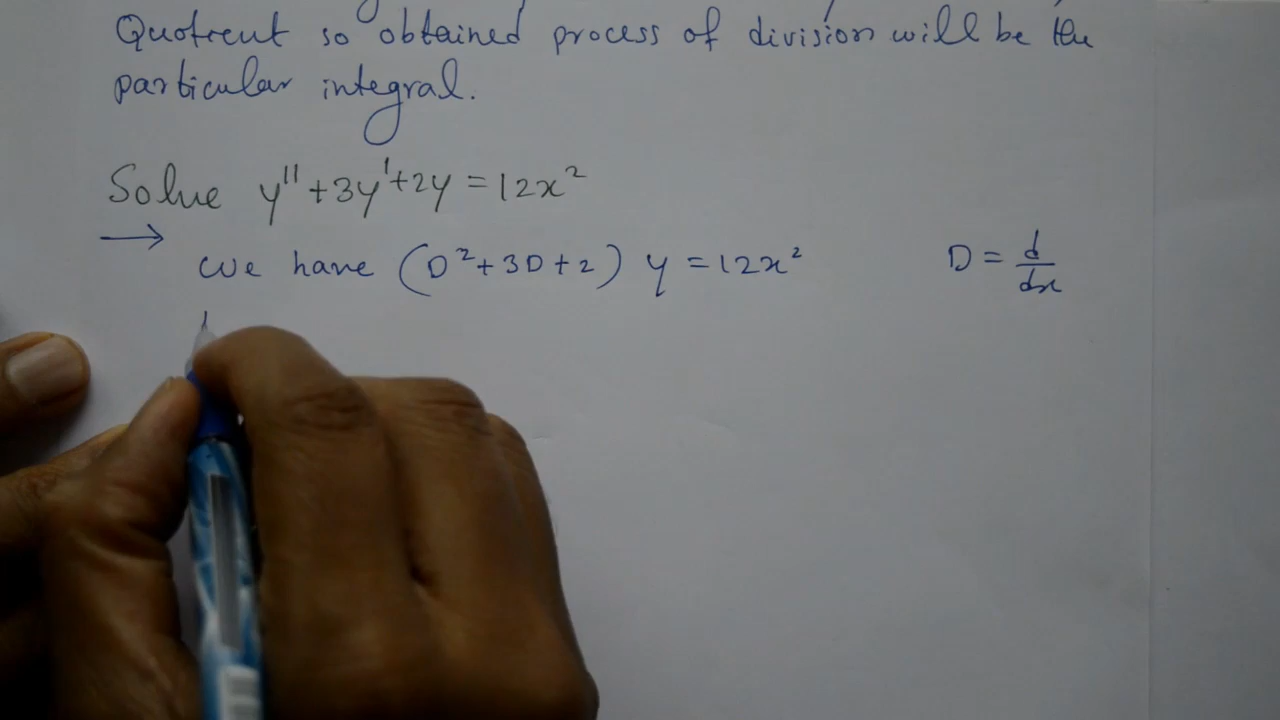 Quotient so obtained process of division will be the
particular integral.
Solve y'' + 3y' + 2y = 12x²
→
We have (D² + 3D + 2) y = 12x² D = d/dx